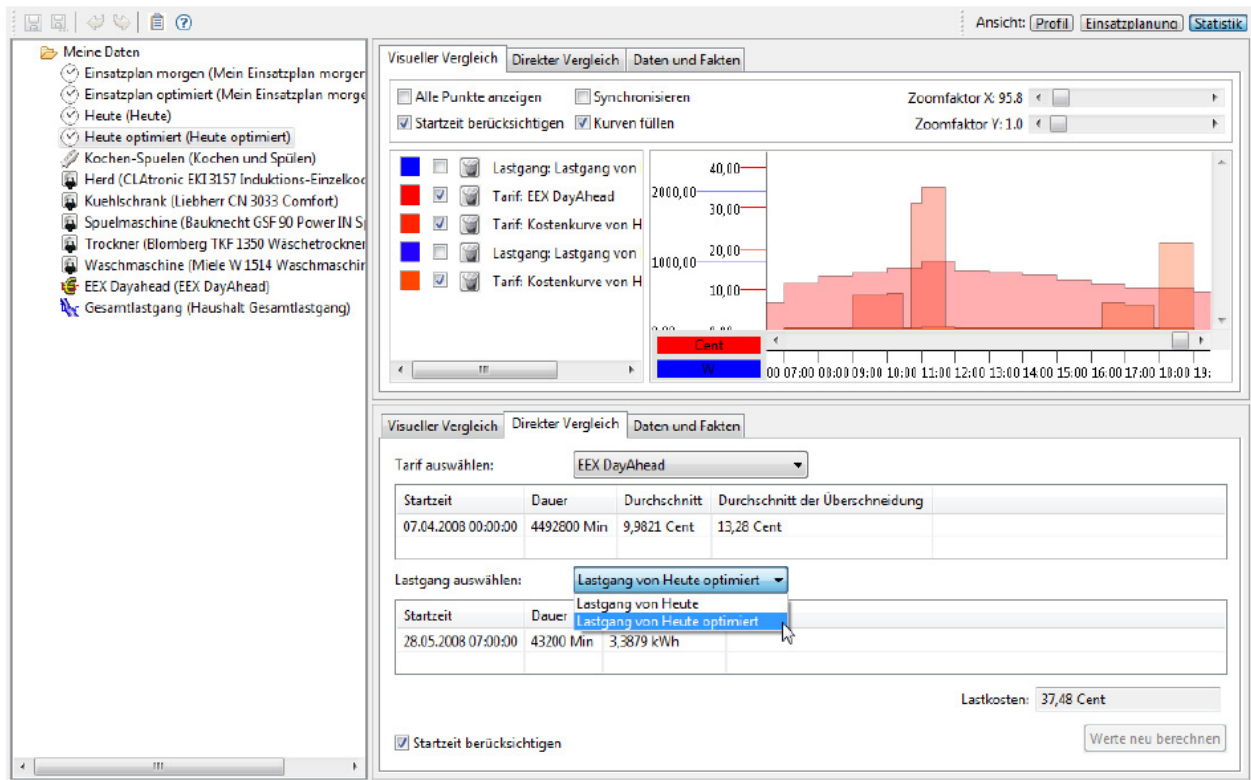 Ansicht: Profil Einsatzplanung Statistik
Meine Daten
Einsatzplan morgen (Mein Einsatzplan morger
Einsatzplan optimiert (Mein Einsatzplan morge
Heute (Heute)
Heute optimiert (Heute optimiert)
Kochen-Spuelen (Kochen und Spülen)
Herd (CLAtronic EKI 3157 Induktions-Einzelkoc
Kuehlschrank (Liebherr CN 3033 Comfort)
Spuelmaschine (Bauknecht GSF 90 Power IN Sp
Trockner (Blomberg TKF 1350 Wäschetrockner
Waschmaschine (Miele W 1514 Waschmaschir
EEX Dayahead (EEX DayAhead)
Gesamtlastgang (Haushalt Gesamtlastgang)
Visueller Vergleich Direkter Vergleich Daten und Fakten
Alle Punkte anzeigen Synchronisieren Zoomfaktor X: 95.8
Startzeit berücksichtigen Kurven füllen Zoomfaktor Y: 1.0
Lastgang: Lastgang von
Tarif: EEX DayAhead
Tarif: Kostenkurve von H
Lastgang: Lastgang von
Tarif: Kostenkurve von H
40,00
2000,00
30,00
20,00
1000,00
10,00
Cent
W
00 07:00 08:00 09:00 10:00 11:00 12:00 13:00 14:00 15:00 16:00 17:00 18:00 19:
Visueller Vergleich Direkter Vergleich Daten und Fakten
Tarif auswählen: EEX DayAhead
Startzeit Dauer Durchschnitt Durchschnitt der Überschneidung
07.04.2008 00:00:00 4492800 Min 9,9821 Cent 13,28 Cent
Lastgang auswählen: Lastgang von Heute optimiert
Lastgang von Heute
Lastgang von Heute optimiert
Startzeit Dauer
28.05.2008 07:00:00 43200 Min 3,3879 kWh
Lastkosten: 37,48 Cent
Startzeit berücksichtigen
Werte neu berechnen